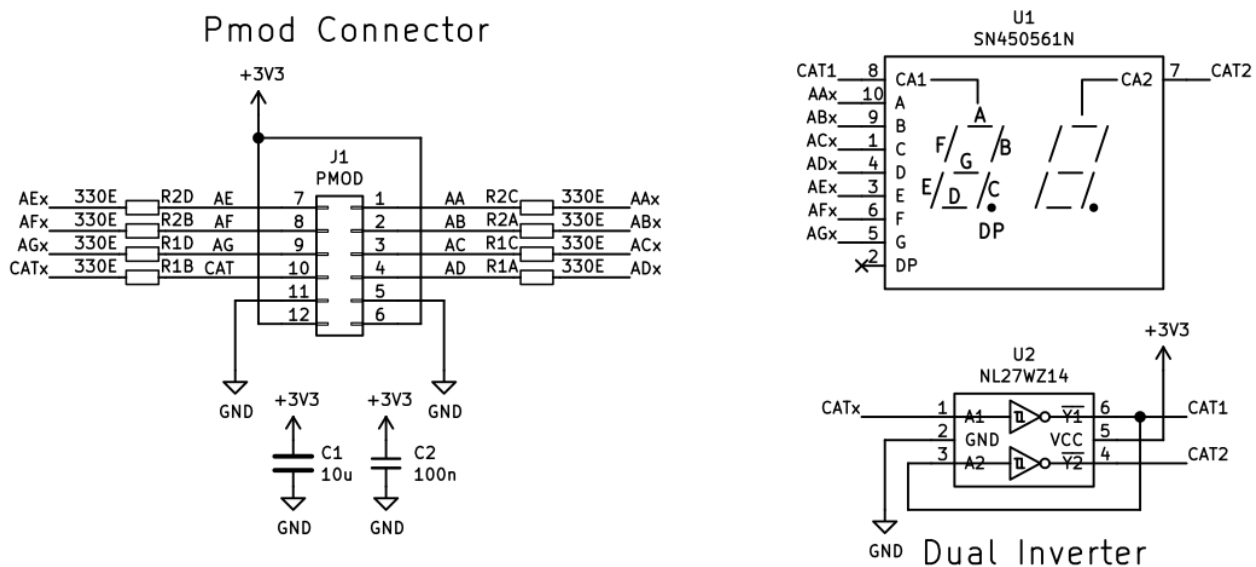 Pmod Connector
+3V3
J1
PMOD
AEx 330E R2D AE 7 1 AA R2C 330E AAx
AFx 330E R2B AF 8 2 AB R2A 330E ABx
AGx 330E R1D AG 9 3 AC R1C 330E ACx
CATx 330E R1B CAT 10 4 AD R1A 330E ADx
11 5
12 6
GND GND
+3V3 +3V3
C1 C2
10u 100n
GND GND
U1
SN450561N
CAT1 8 CA1 CA2 7 CAT2
AAx 10 A
ABx 9 B
ACx 1 C
ADx 4 D
AEx 3 E
AFx 6 F
AGx 5 G
2 DP
A
F B
G
E D C
DP
+3V3
U2
NL27WZ14
CATx 1 A1 Y1 6 CAT1
2 GND VCC 5
3 A2 Y2 4 CAT2
GND
Dual Inverter